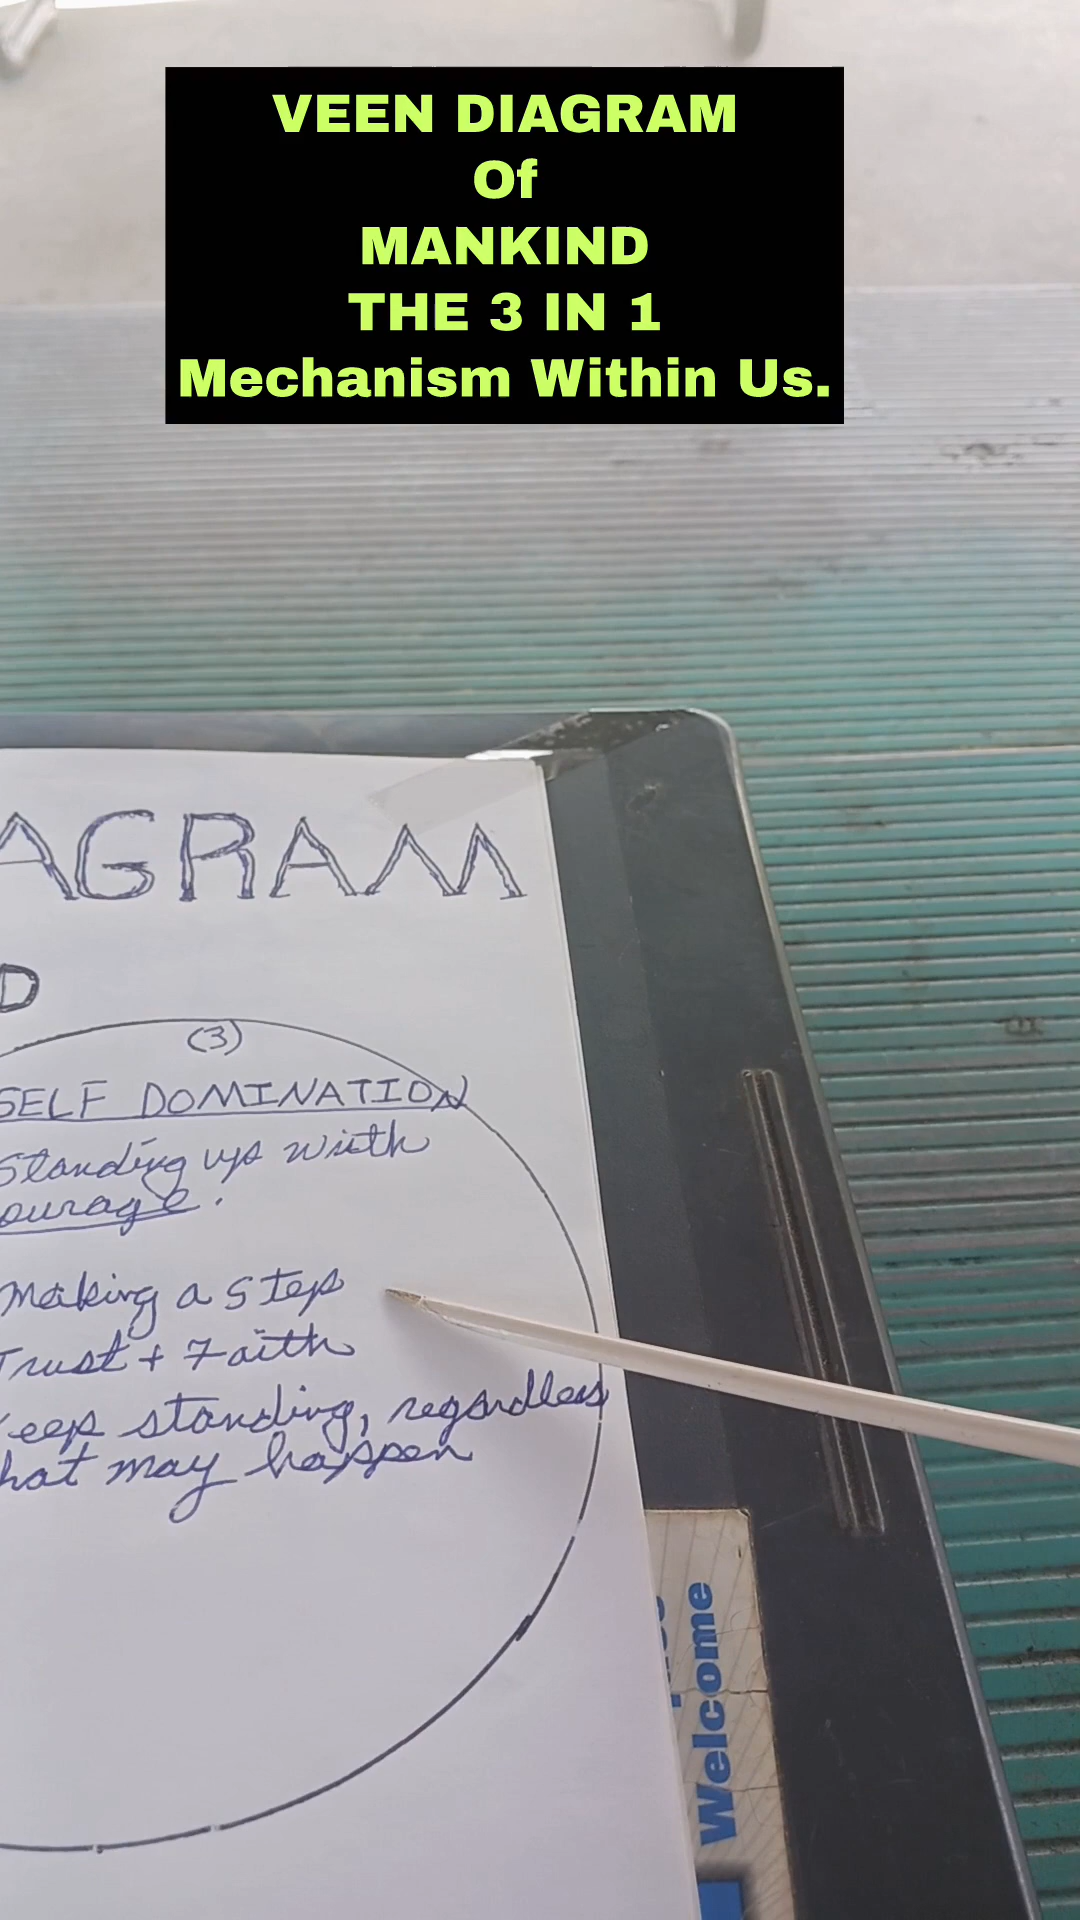 VEEN DIAGRAM
Of
MANKIND
THE 3 IN 1
Mechanism Within Us.
AGRAM
D
(3)
SELF DOMINATION
Standing up with
ourage.
Making a step
Trust + Faith
eep standing, regardless
hat may happen
Welcome